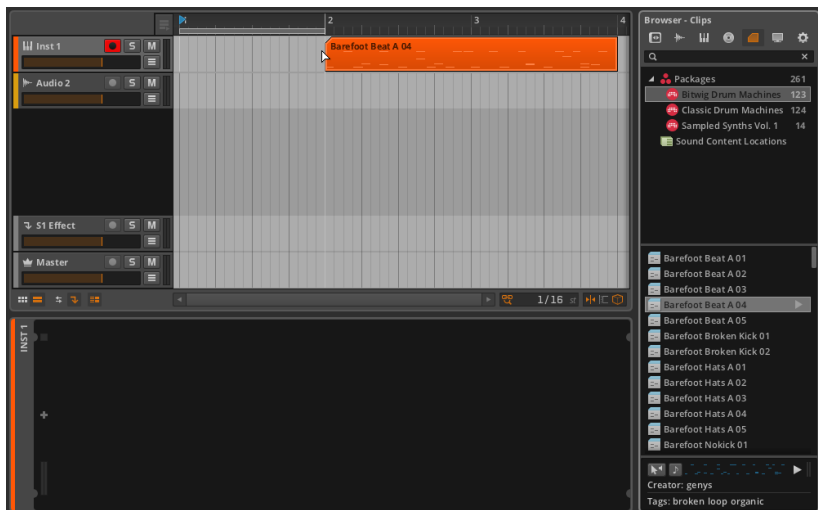 2 3 4
Inst 1 S M
Barefoot Beat A 04
Audio 2 S M
S1 Effect S M
Master S M
1/16 st
INST 1
Browser - Clips
Packages 261
Bitwig Drum Machines 123
Classic Drum Machines 124
Sampled Synths Vol. 1 14
Sound Content Locations
Barefoot Beat A 01
Barefoot Beat A 02
Barefoot Beat A 03
Barefoot Beat A 04
Barefoot Beat A 05
Barefoot Broken Kick 01
Barefoot Broken Kick 02
Barefoot Hats A 01
Barefoot Hats A 02
Barefoot Hats A 03
Barefoot Hats A 04
Barefoot Hats A 05
Barefoot Nokick 01
Creator: genys
Tags: broken loop organic